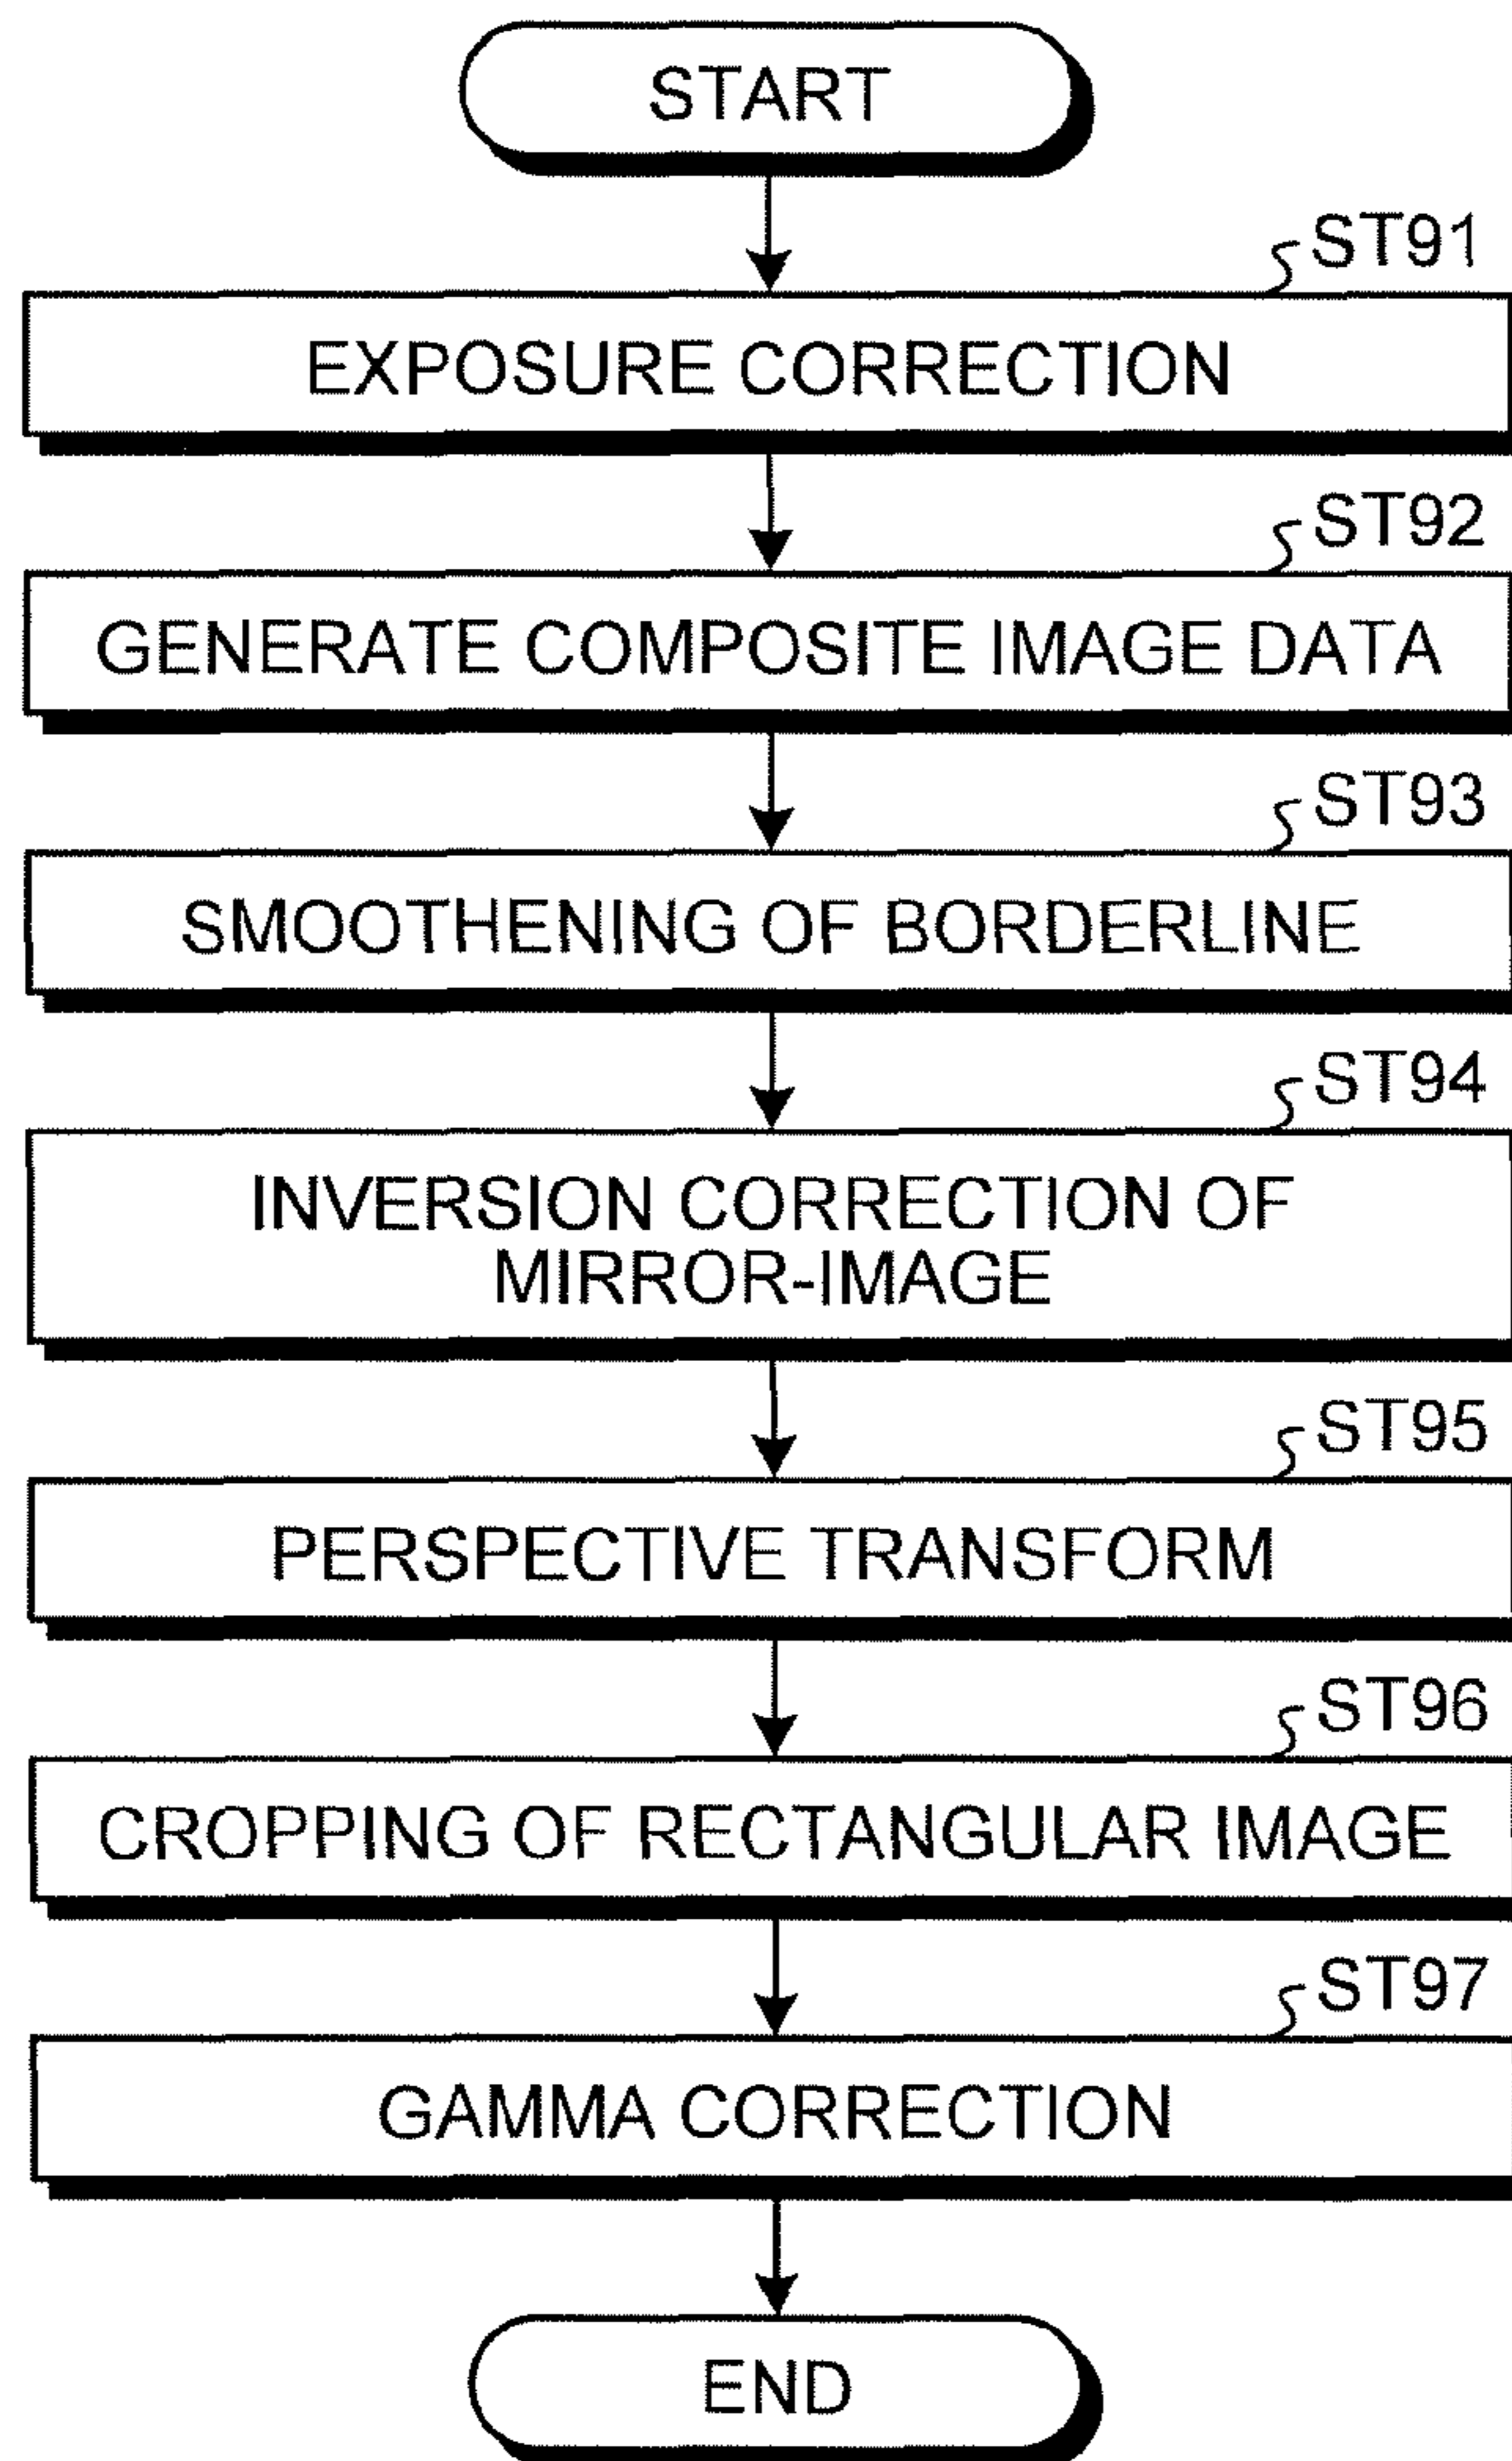 START
ST91
EXPOSURE CORRECTION
ST92
GENERATE COMPOSITE IMAGE DATA
ST93
SMOOTHENING OF BORDERLINE
ST94
INVERSION CORRECTION OF
MIRROR-IMAGE
ST95
PERSPECTIVE TRANSFORM
ST96
CROPPING OF RECTANGULAR IMAGE
ST97
GAMMA CORRECTION
END